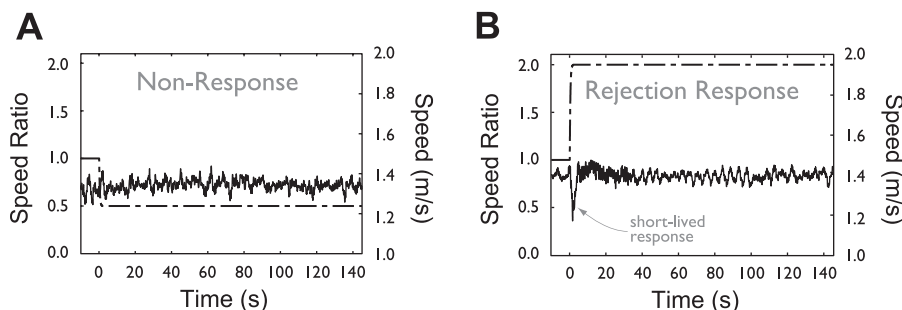 A
Non-Response
Speed Ratio
2.0
1.5
1.0
0.5
0.0
2.0
1.8
1.6
1.4
1.2
1.0
Speed (m/s)
0 20 40 60 80 100 120 140
Time (s)
B
Rejection Response
short-lived
response
Speed Ratio
2.0
1.5
1.0
0.5
0.0
2.0
1.8
1.6
1.4
1.2
1.0
Speed (m/s)
0 20 40 60 80 100 120 140
Time (s)